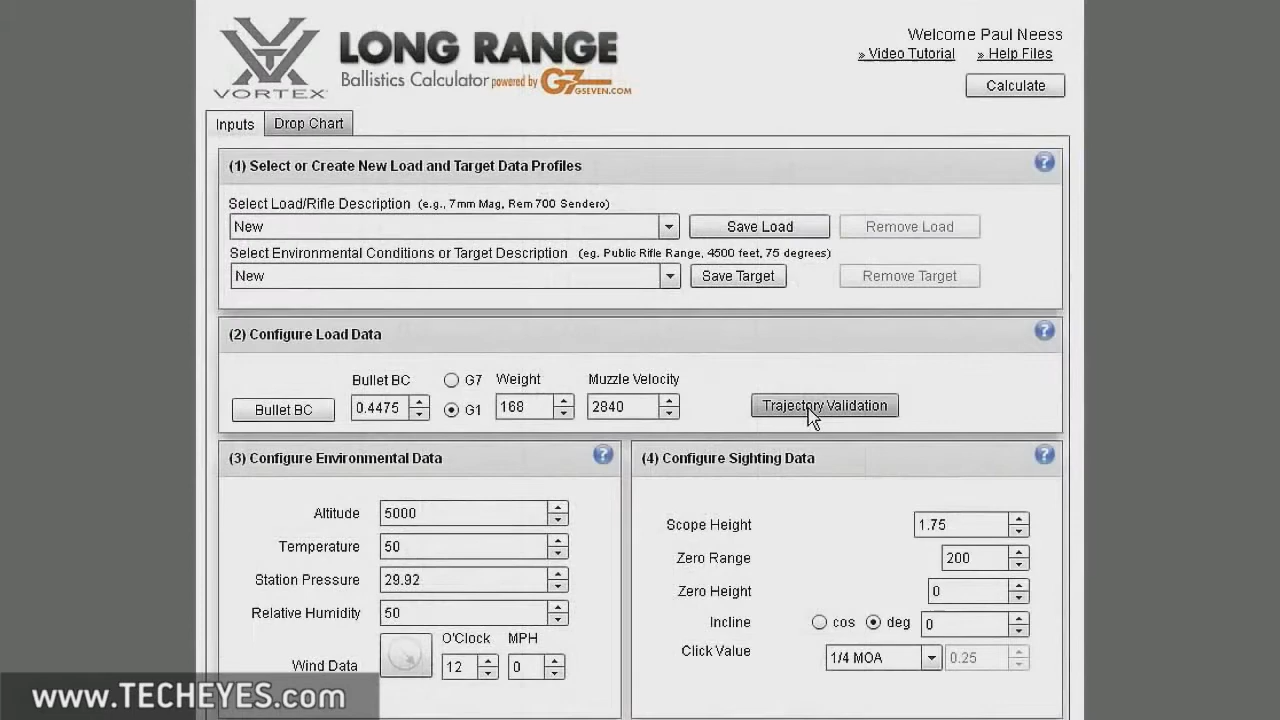 Welcome Paul Neess
VORTEX
LONG RANGE
Ballistics Calculator powered by G7 GSEVEN.COM
» Video Tutorial » Help Files
Calculate
Inputs Drop Chart
(1) Select or Create New Load and Target Data Profiles ?
Select Load/Rifle Description (e.g., 7mm Mag, Rem 700 Sendero)
New Save Load Remove Load
Select Environmental Conditions or Target Description (eg. Public Rifle Range, 4500 feet, 75 degrees)
New Save Target Remove Target
(2) Configure Load Data ?
Bullet BC G7 Weight Muzzle Velocity
Bullet BC 0.4475 G1 168 2840 Trajectory Validation
(3) Configure Environmental Data ?
Altitude 5000
Temperature 50
Station Pressure 29.92
Relative Humidity 50
O'Clock MPH
Wind Data 12 0
(4) Configure Sighting Data ?
Scope Height 1.75
Zero Range 200
Zero Height 0
Incline cos deg 0
Click Value 1/4 MOA 0.25
www.TECHEYES.com